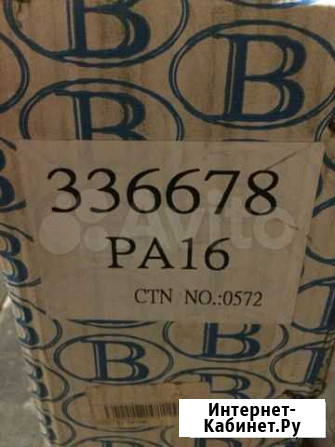 B
B
B
336678
Avito
PA16
CTN NO.:0572
B
B
Интернет-
Кабинет.Ру